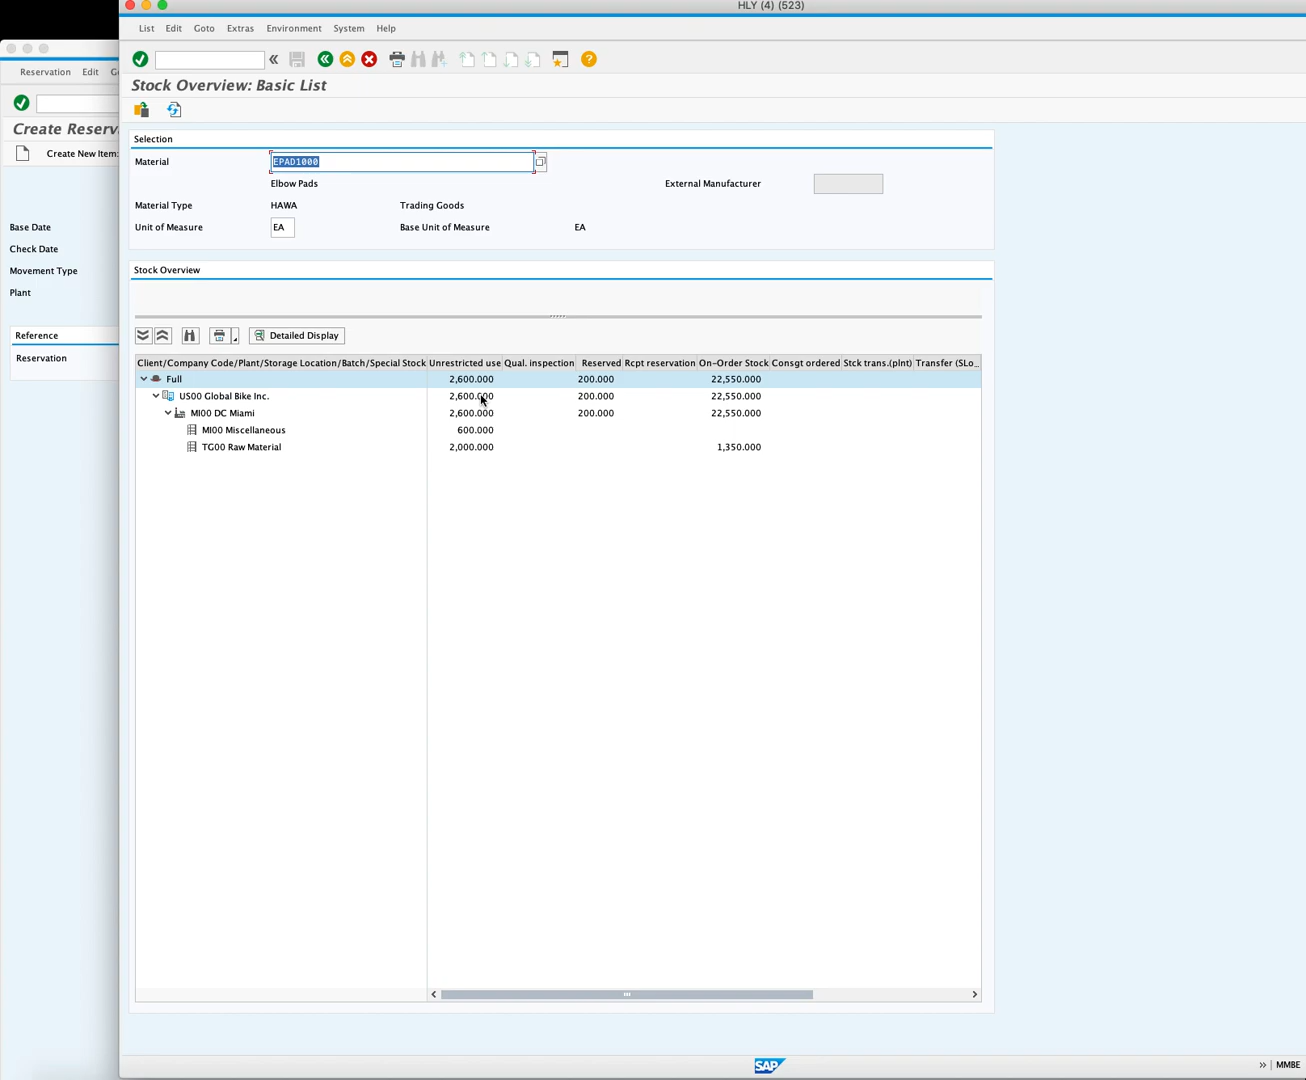 HLY (4) (523)
List Edit Goto Extras Environment System Help
Stock Overview: Basic List
Selection
Material EPAD1000
Elbow Pads External Manufacturer
Material Type HAWA Trading Goods
Unit of Measure EA Base Unit of Measure EA
Stock Overview
Detailed Display
Client/Company Code/Plant/Storage Location/Batch/Special Stock Unrestricted use Qual. inspection Reserved Rcpt reservation On-Order Stock Consgt ordered Stck trans.(plnt) Transfer (SLo...
Full 2,600.000 200.000 22,550.000
US00 Global Bike Inc. 2,600.000 200.000 22,550.000
MI00 DC Miami 2,600.000 200.000 22,550.000
MI00 Miscellaneous 600.000
TG00 Raw Material 2,000.000 1,350.000
SAP
MMBE
Reservation Edit
Create Reserv
Create New Item:
Base Date
Check Date
Movement Type
Plant
Reference
Reservation